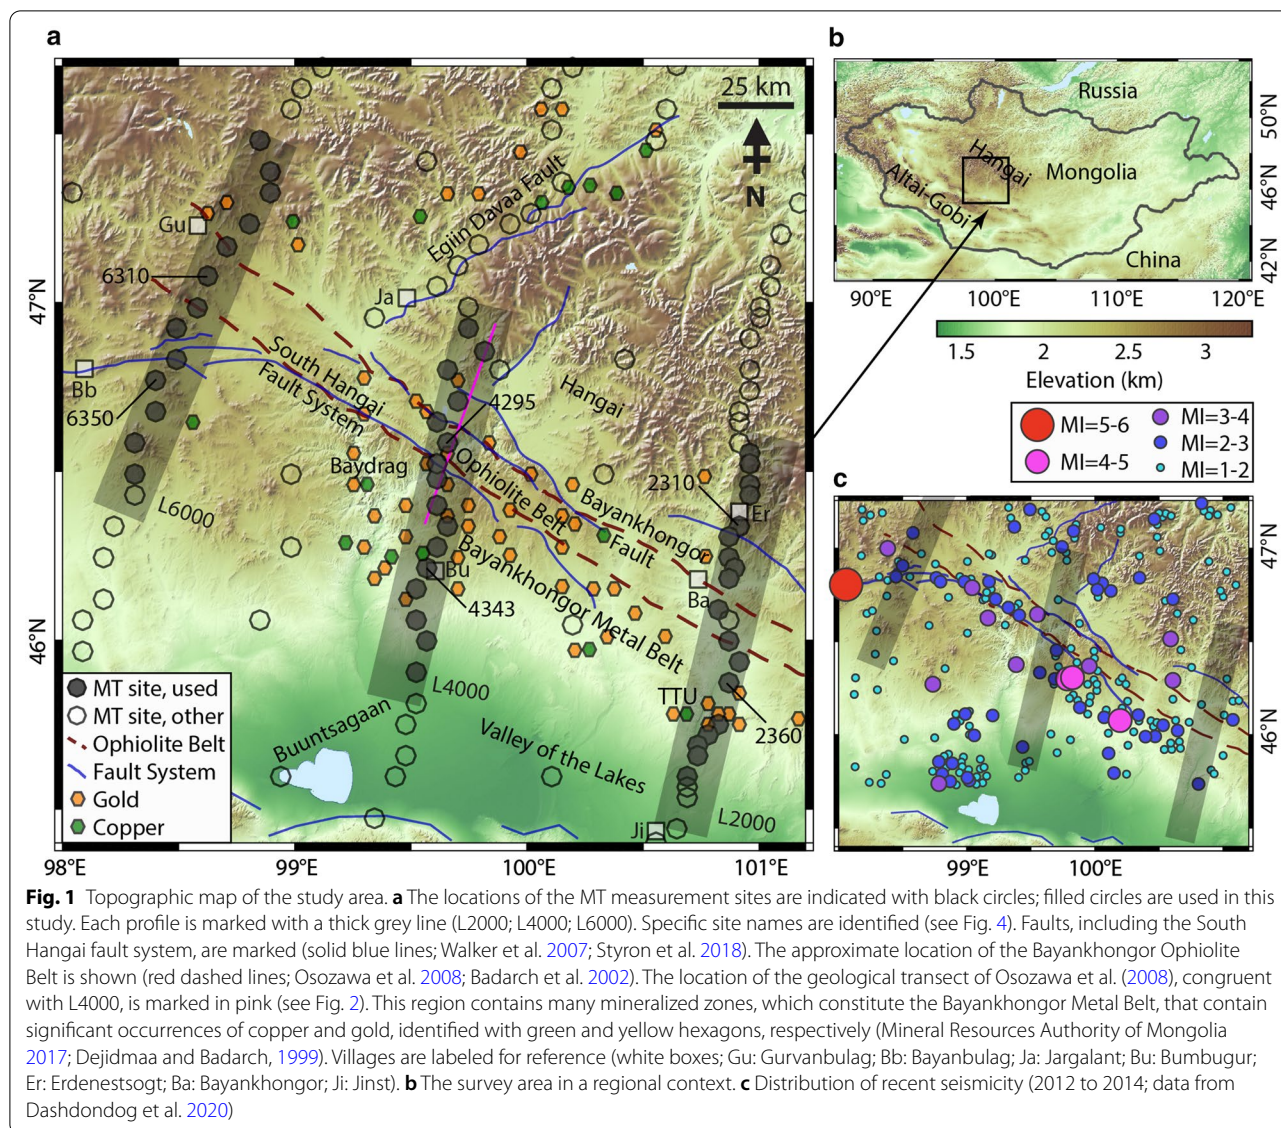 a
25 km
N
Gu
6310
Ja
Egiin Davaa Fault
Bb
6350
South Hangai
Fault System
Hangai
4295
Baydrag
L6000
Ophiolite Belt
Bayankhongor
Fault
2310
Er
Bayankhongor Metal Belt
Bu
4343
Ba
L4000
TTU
2360
Buuntsagaan
Valley of the Lakes
Ji
L2000
MT site, used
MT site, other
Ophiolite Belt
Fault System
Gold
Copper
47°N
46°N
98°E
99°E
100°E
101°E
b
Russia
Hangai
Mongolia
Altai-Gobi
China
50°N
46°N
42°N
90°E
100°E
110°E
120°E
1.5
2
2.5
3
Elevation (km)
Ml=5-6
Ml=4-5
Ml=3-4
Ml=2-3
Ml=1-2
c
47°N
46°N
99°E
100°E
Fig. 1 Topographic map of the study area. a The locations of the MT measurement sites are indicated with black circles; filled circles are used in this
study. Each profile is marked with a thick grey line (L2000; L4000; L6000). Specific site names are identified (see Fig. 4). Faults, including the South
Hangai fault system, are marked (solid blue lines; Walker et al. 2007; Styron et al. 2018). The approximate location of the Bayankhongor Ophiolite
Belt is shown (red dashed lines; Osozawa et al. 2008; Badarch et al. 2002). The location of the geological transect of Osozawa et al. (2008), congruent
with L4000, is marked in pink (see Fig. 2). This region contains many mineralized zones, which constitute the Bayankhongor Metal Belt, that contain
significant occurrences of copper and gold, identified with green and yellow hexagons, respectively (Mineral Resources Authority of Mongolia
2017; Dejidmaa and Badarch, 1999). Villages are labeled for reference (white boxes; Gu: Gurvanbulag; Bb: Bayanbulag; Ja: Jargalant; Bu: Bumbugur;
Er: Erdenestsogt; Ba: Bayankhongor; Ji: Jinst). b The survey area in a regional context. c Distribution of recent seismicity (2012 to 2014; data from
Dashdondog et al. 2020)